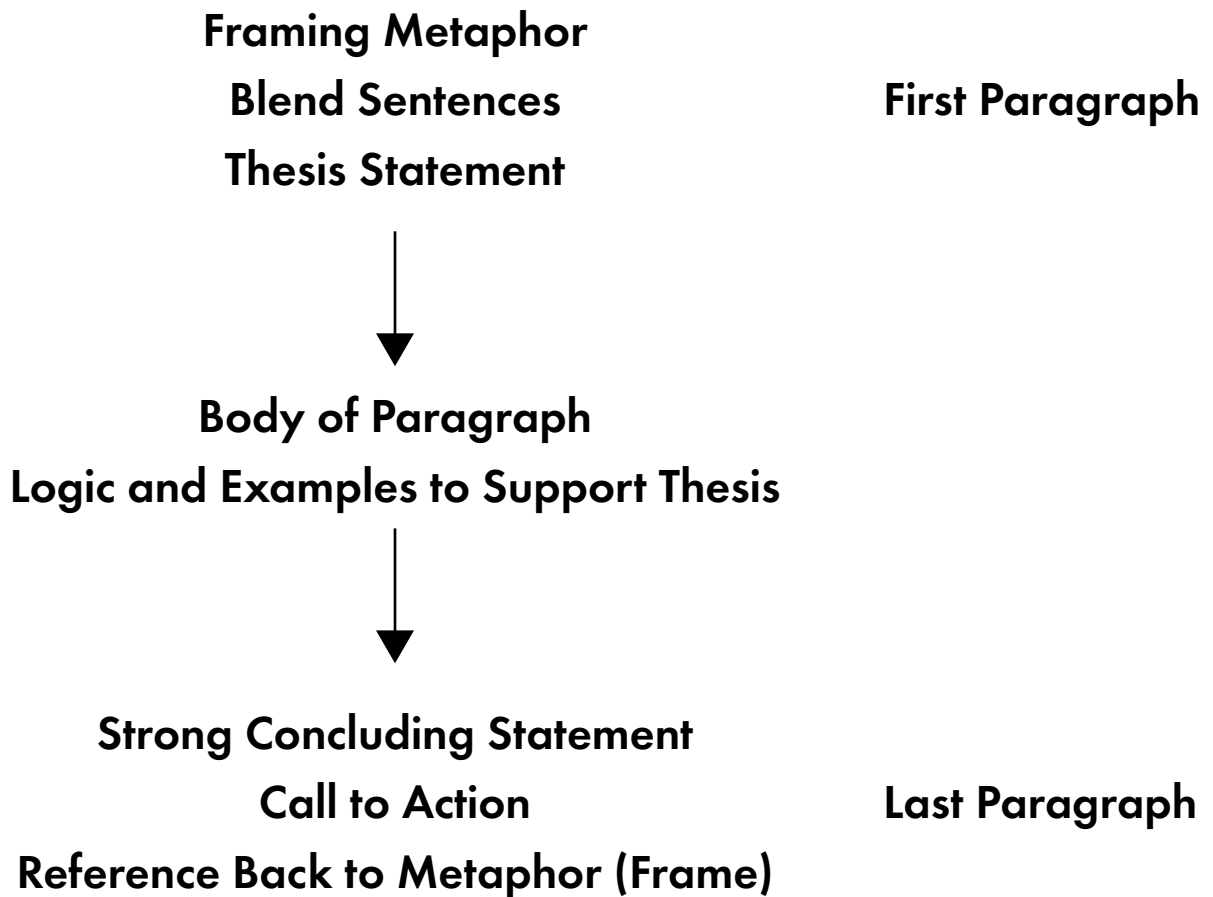 Framing Metaphor
Blend Sentences
First Paragraph
Thesis Statement
Body of Paragraph
Logic and Examples to Support Thesis
Strong Concluding Statement
Call to Action
Last Paragraph
Reference Back to Metaphor (Frame)